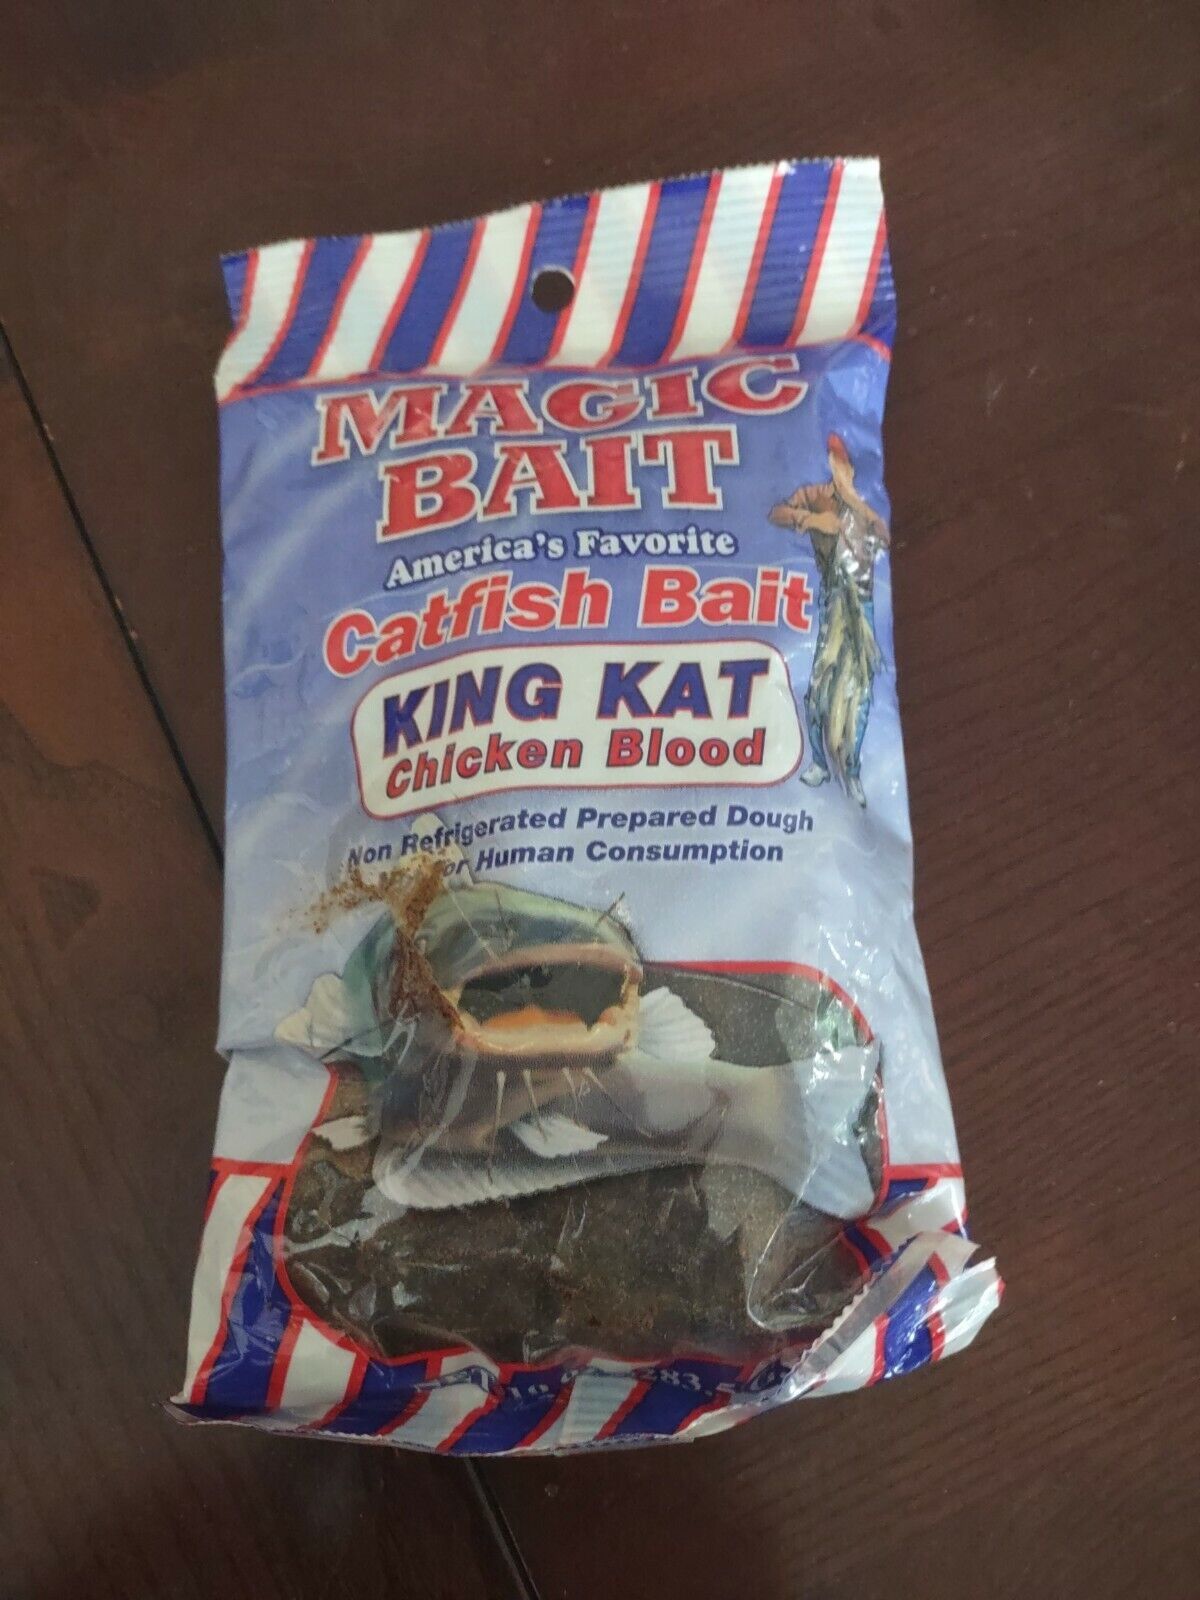 MAGIC
BAIT
America's Favorite
Catfish Bait
KING KAT
Chicken Blood
Non Refrigerated Prepared Dough
Human Consumption